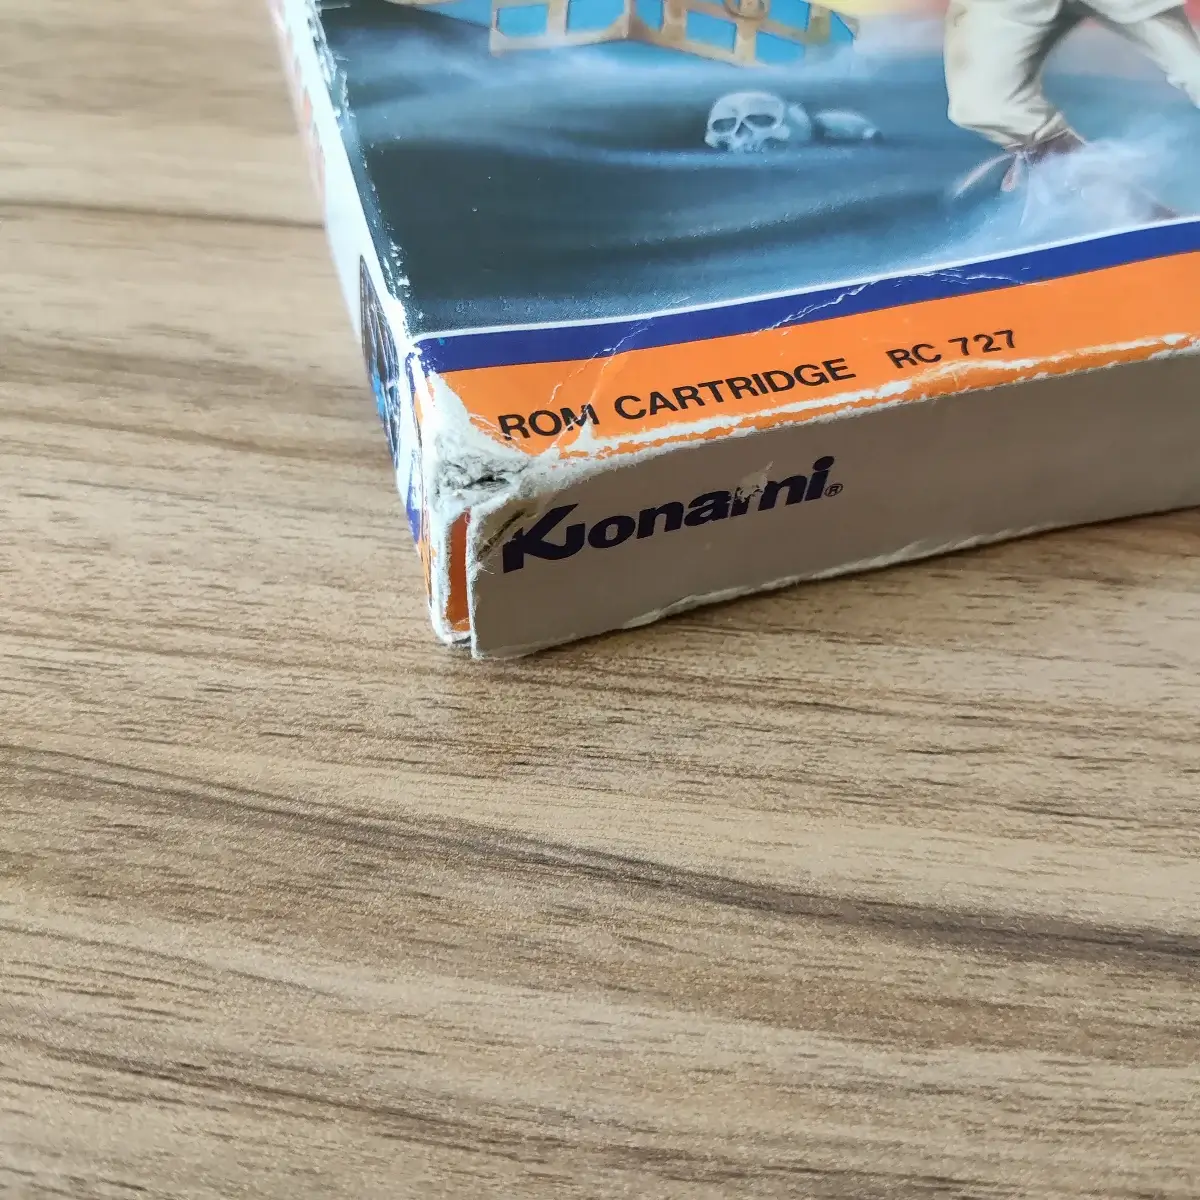 ROM CARTRIDGE RC 727
Konami®